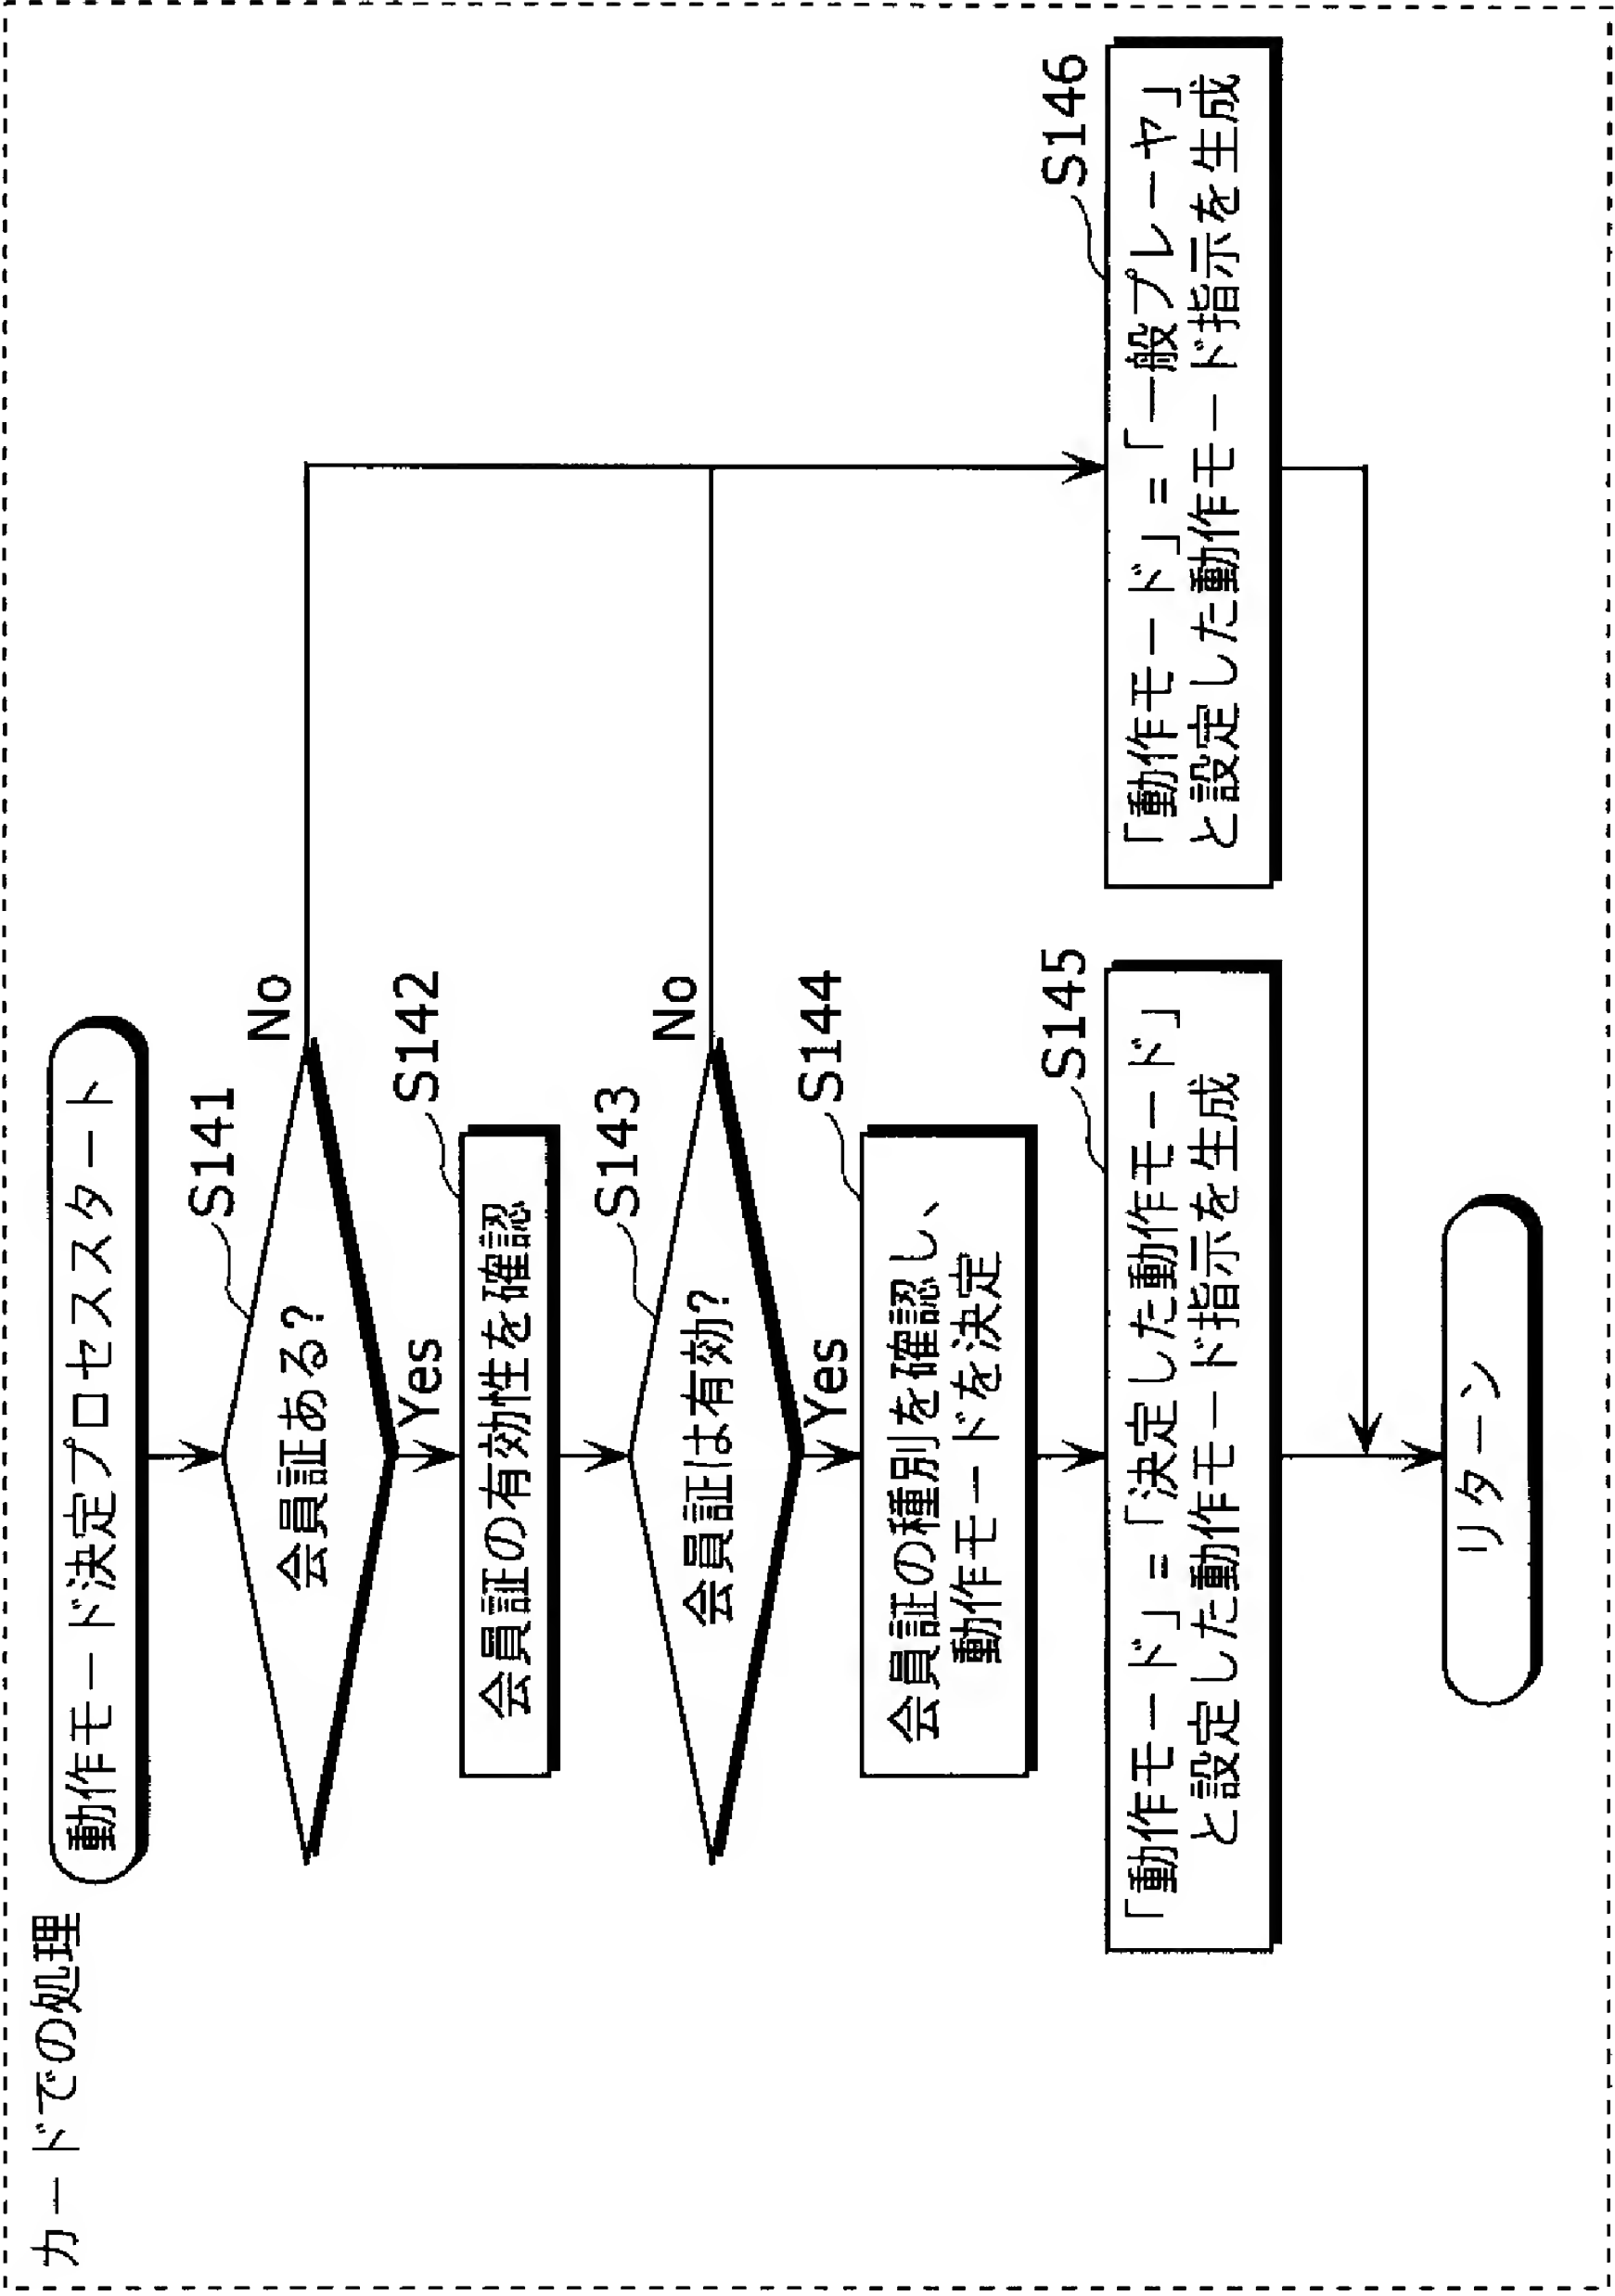 カードでの処理
動作モード決定プロセススタート
S141
会員証ある?
No
Yes
S142
会員証の有効性を確認
S143
会員証は有効?
No
Yes
S144
会員証の種別を確認し、
動作モードを決定
S145
「動作モード」=「決定した動作モード」
と設定した動作モード指示を生成
S146
「動作モード」=「一般プレーヤ」
と設定した動作モード指示を生成
リターン